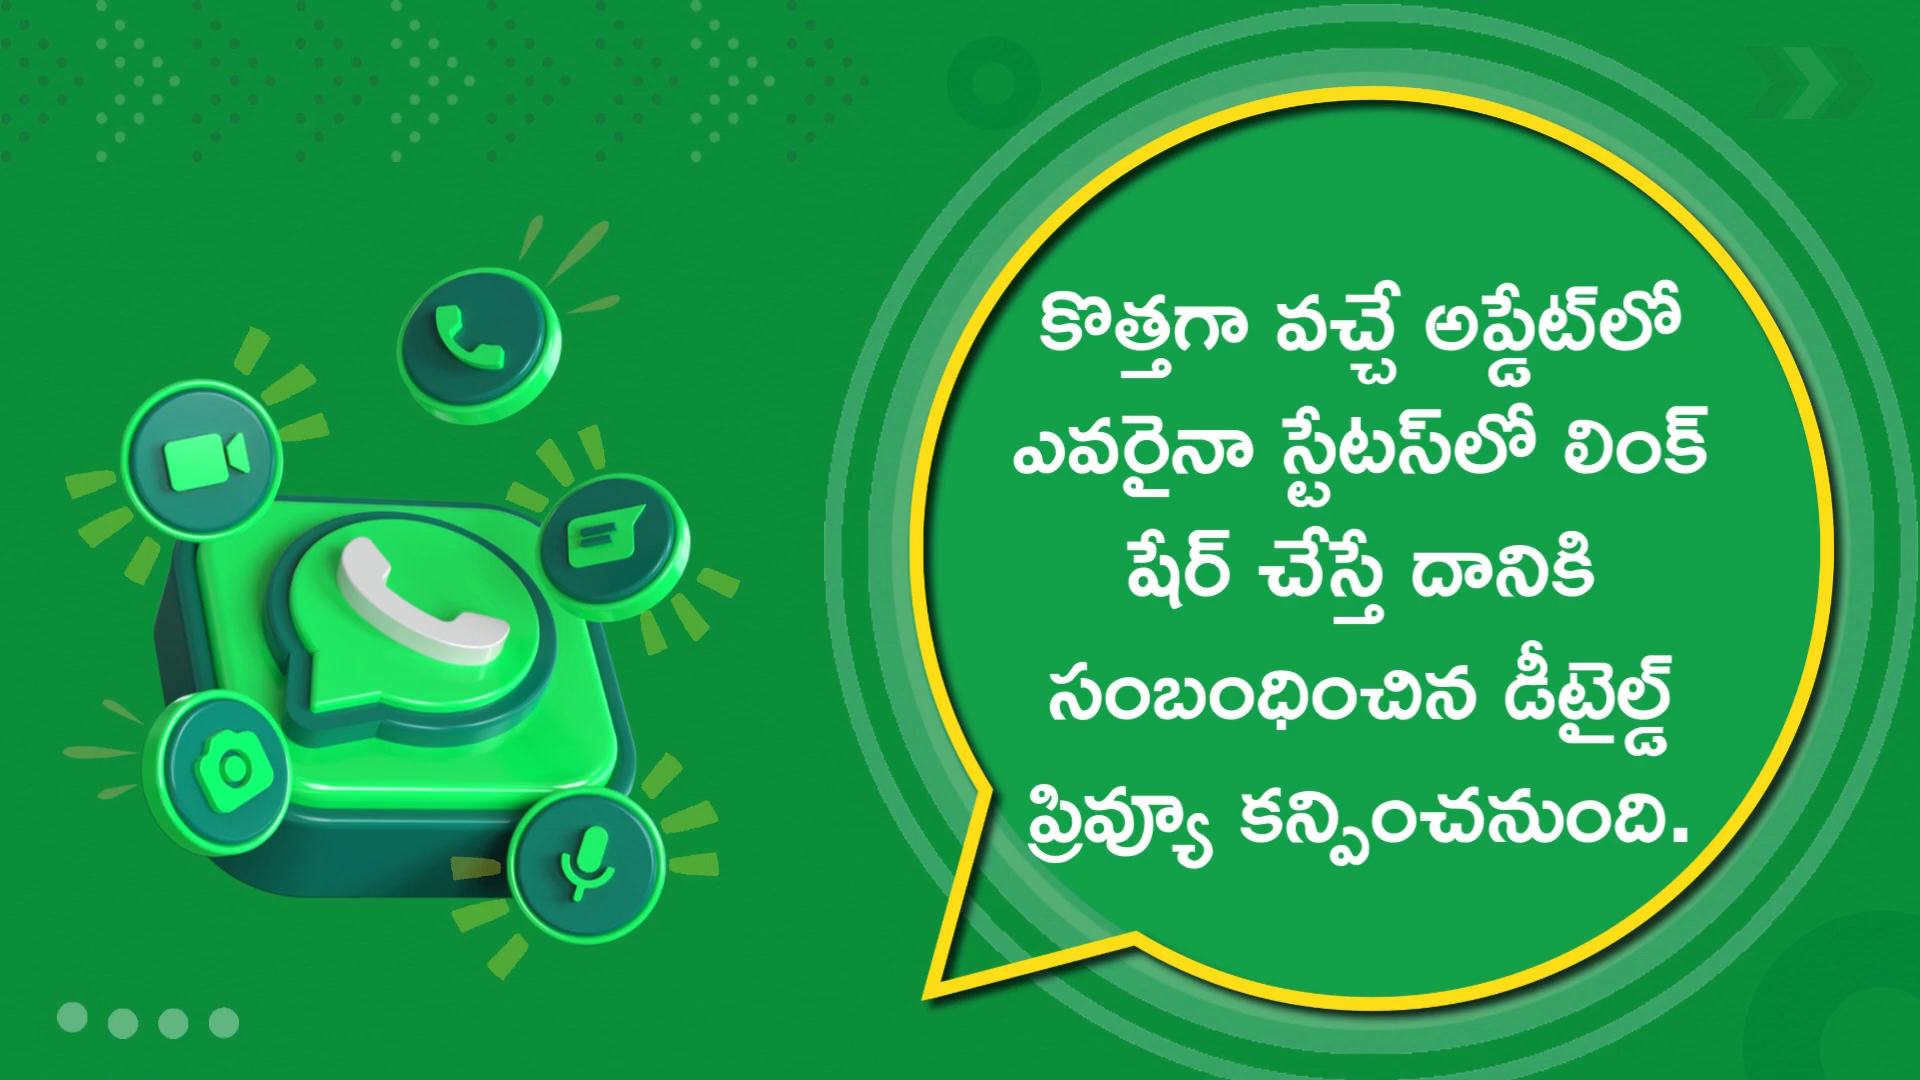 కొత్తగా వచ్చే అప్డేట్‌లో
ఎవరైనా స్టేటస్‌లో లింక్
షేర్ చేస్తే దానికి
సంబంధించిన డీటైల్డ్
ప్రివ్యూ కన్పించనుంది.